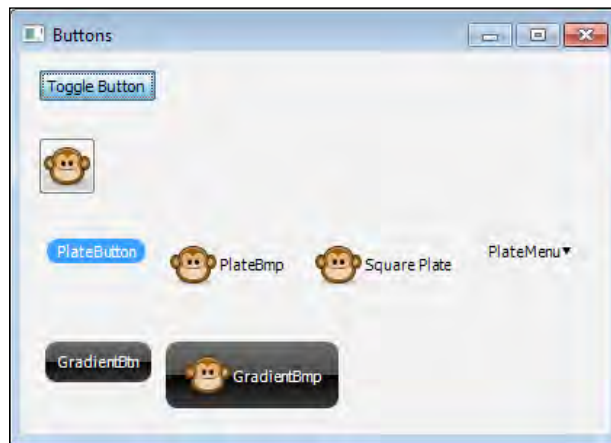 Buttons
Toggle Button
PlateButton PlateBmp Square Plate PlateMenu
GradientBtn GradientBmp